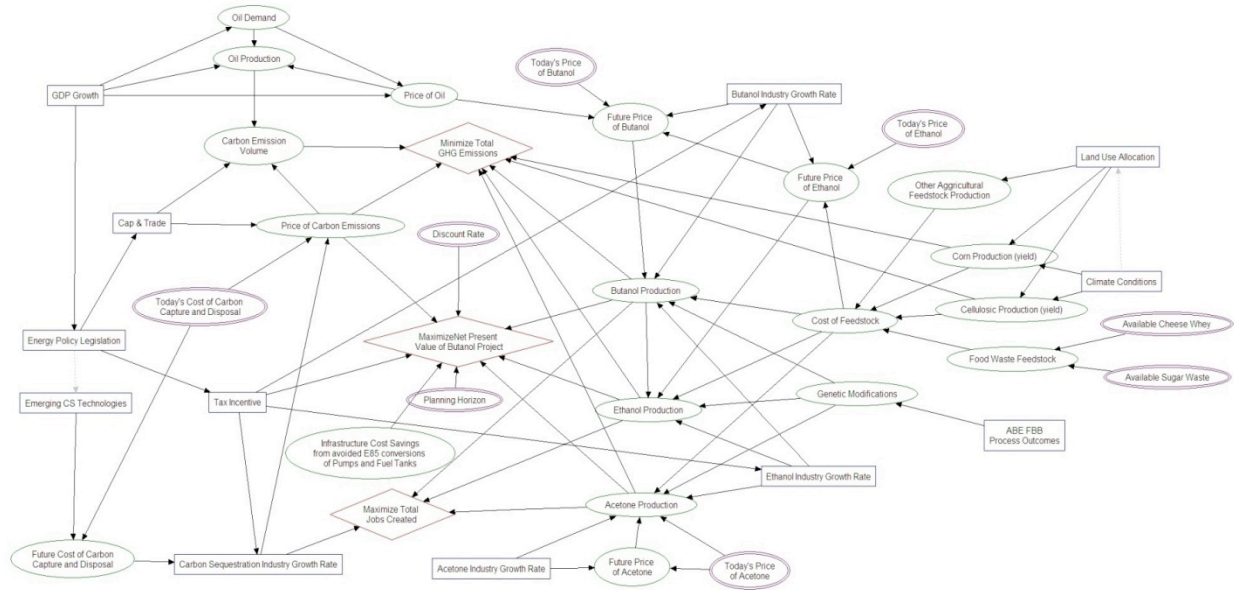 Oil Demand
Oil Production
GDP Growth
Price of Oil
Today's Price
of Butanol
Butanol Industry Growth Rate
Future Price
of Butanol
Today's Price
of Ethanol
Carbon Emission
Volume
Minimize Total
GHG Emissions
Land Use Allocation
Future Price
of Ethanol
Other Aggricultural
Feedstock Production
Cap & Trade
Price of Carbon Emissions
Discount Rate
Corn Production (yield)
Climate Conditions
Butanol Production
Today's Cost of Carbon
Capture and Disposal
Cellulosic Production (yield)
Cost of Feedstock
Available Cheese Whey
Energy Policy Legislation
MaximizeNet Present
Value of Butanol Project
Food Waste Feedstock
Available Sugar Waste
Emerging CS Technologies
Tax Incentive
Planning Horizon
Ethanol Production
Genetic Modifications
ABE FBB
Process Outcomes
Infrastructure Cost Savings
from avoided E85 conversions
of Pumps and Fuel Tanks
Ethanol Industry Growth Rate
Maximize Total
Jobs Created
Acetone Production
Future Cost of Carbon
Capture and Disposal
Carbon Sequestration Industry Growth Rate
Acetone Industry Growth Rate
Future Price
of Acetone
Today's Price
of Acetone